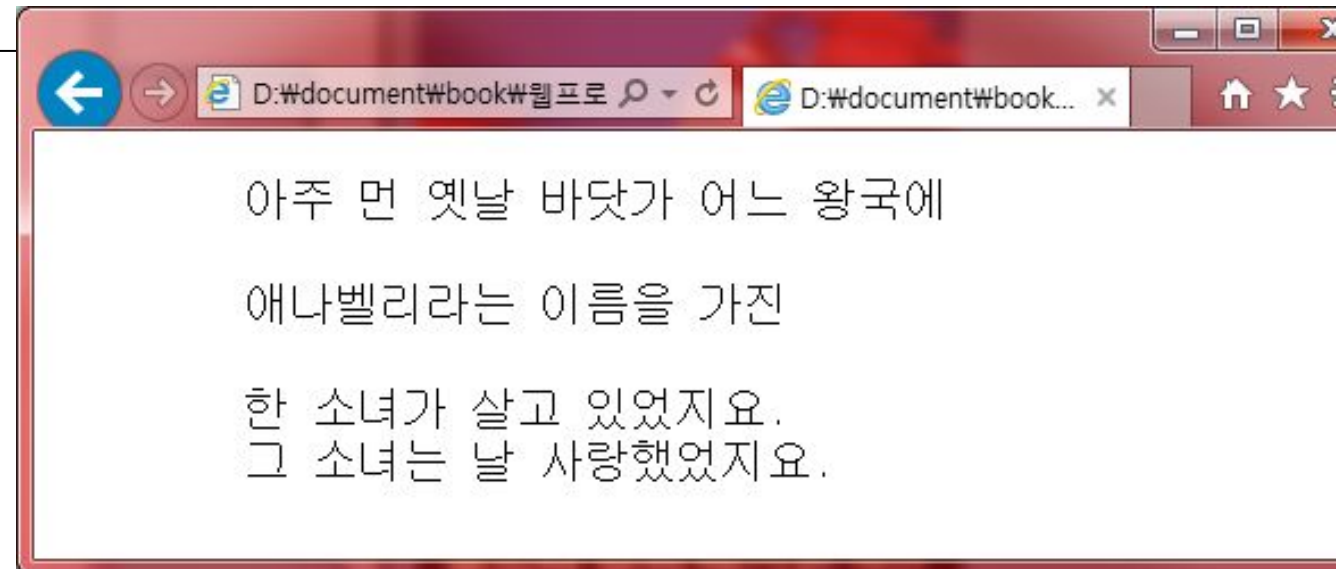 D:₩document₩book₩웹프로
D:₩document₩book...
아주 먼 옛날 바닷가 어느 왕국에
애나벨리라는 이름을 가진
한 소녀가 살고 있었지요.
그 소녀는 날 사랑했었지요.